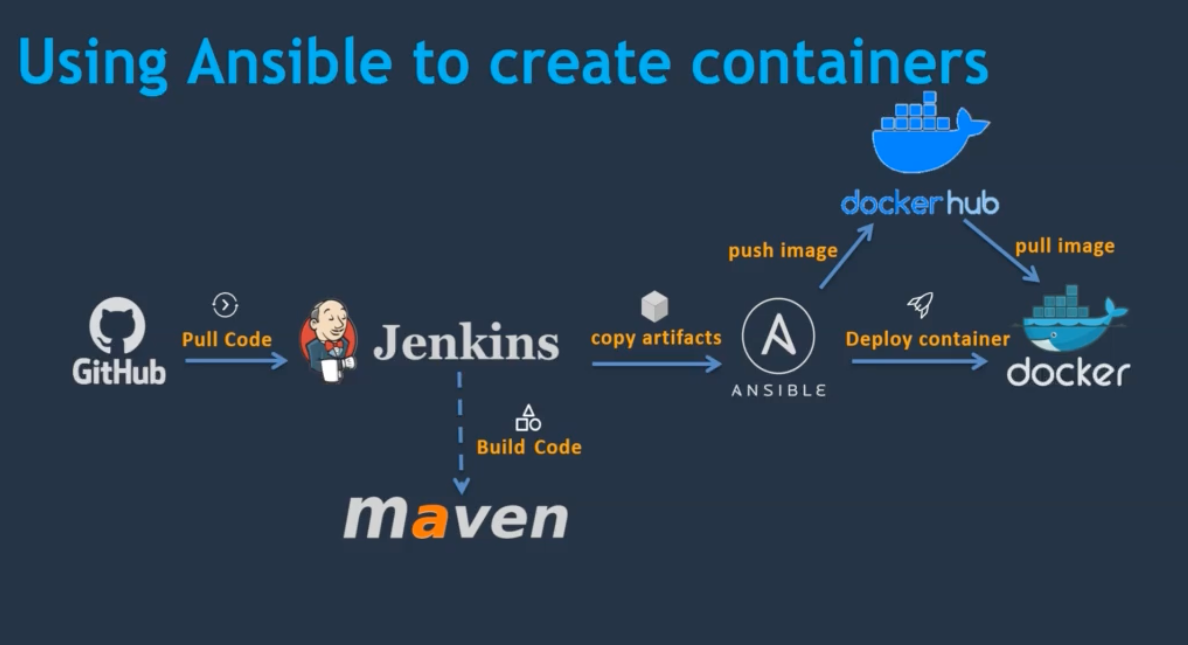 Using Ansible to create containers
dockerhub
push image
pull image
Pull Code
GitHub
Jenkins
copy artifacts
ANSIBLE
Deploy container
docker
Build Code
maven